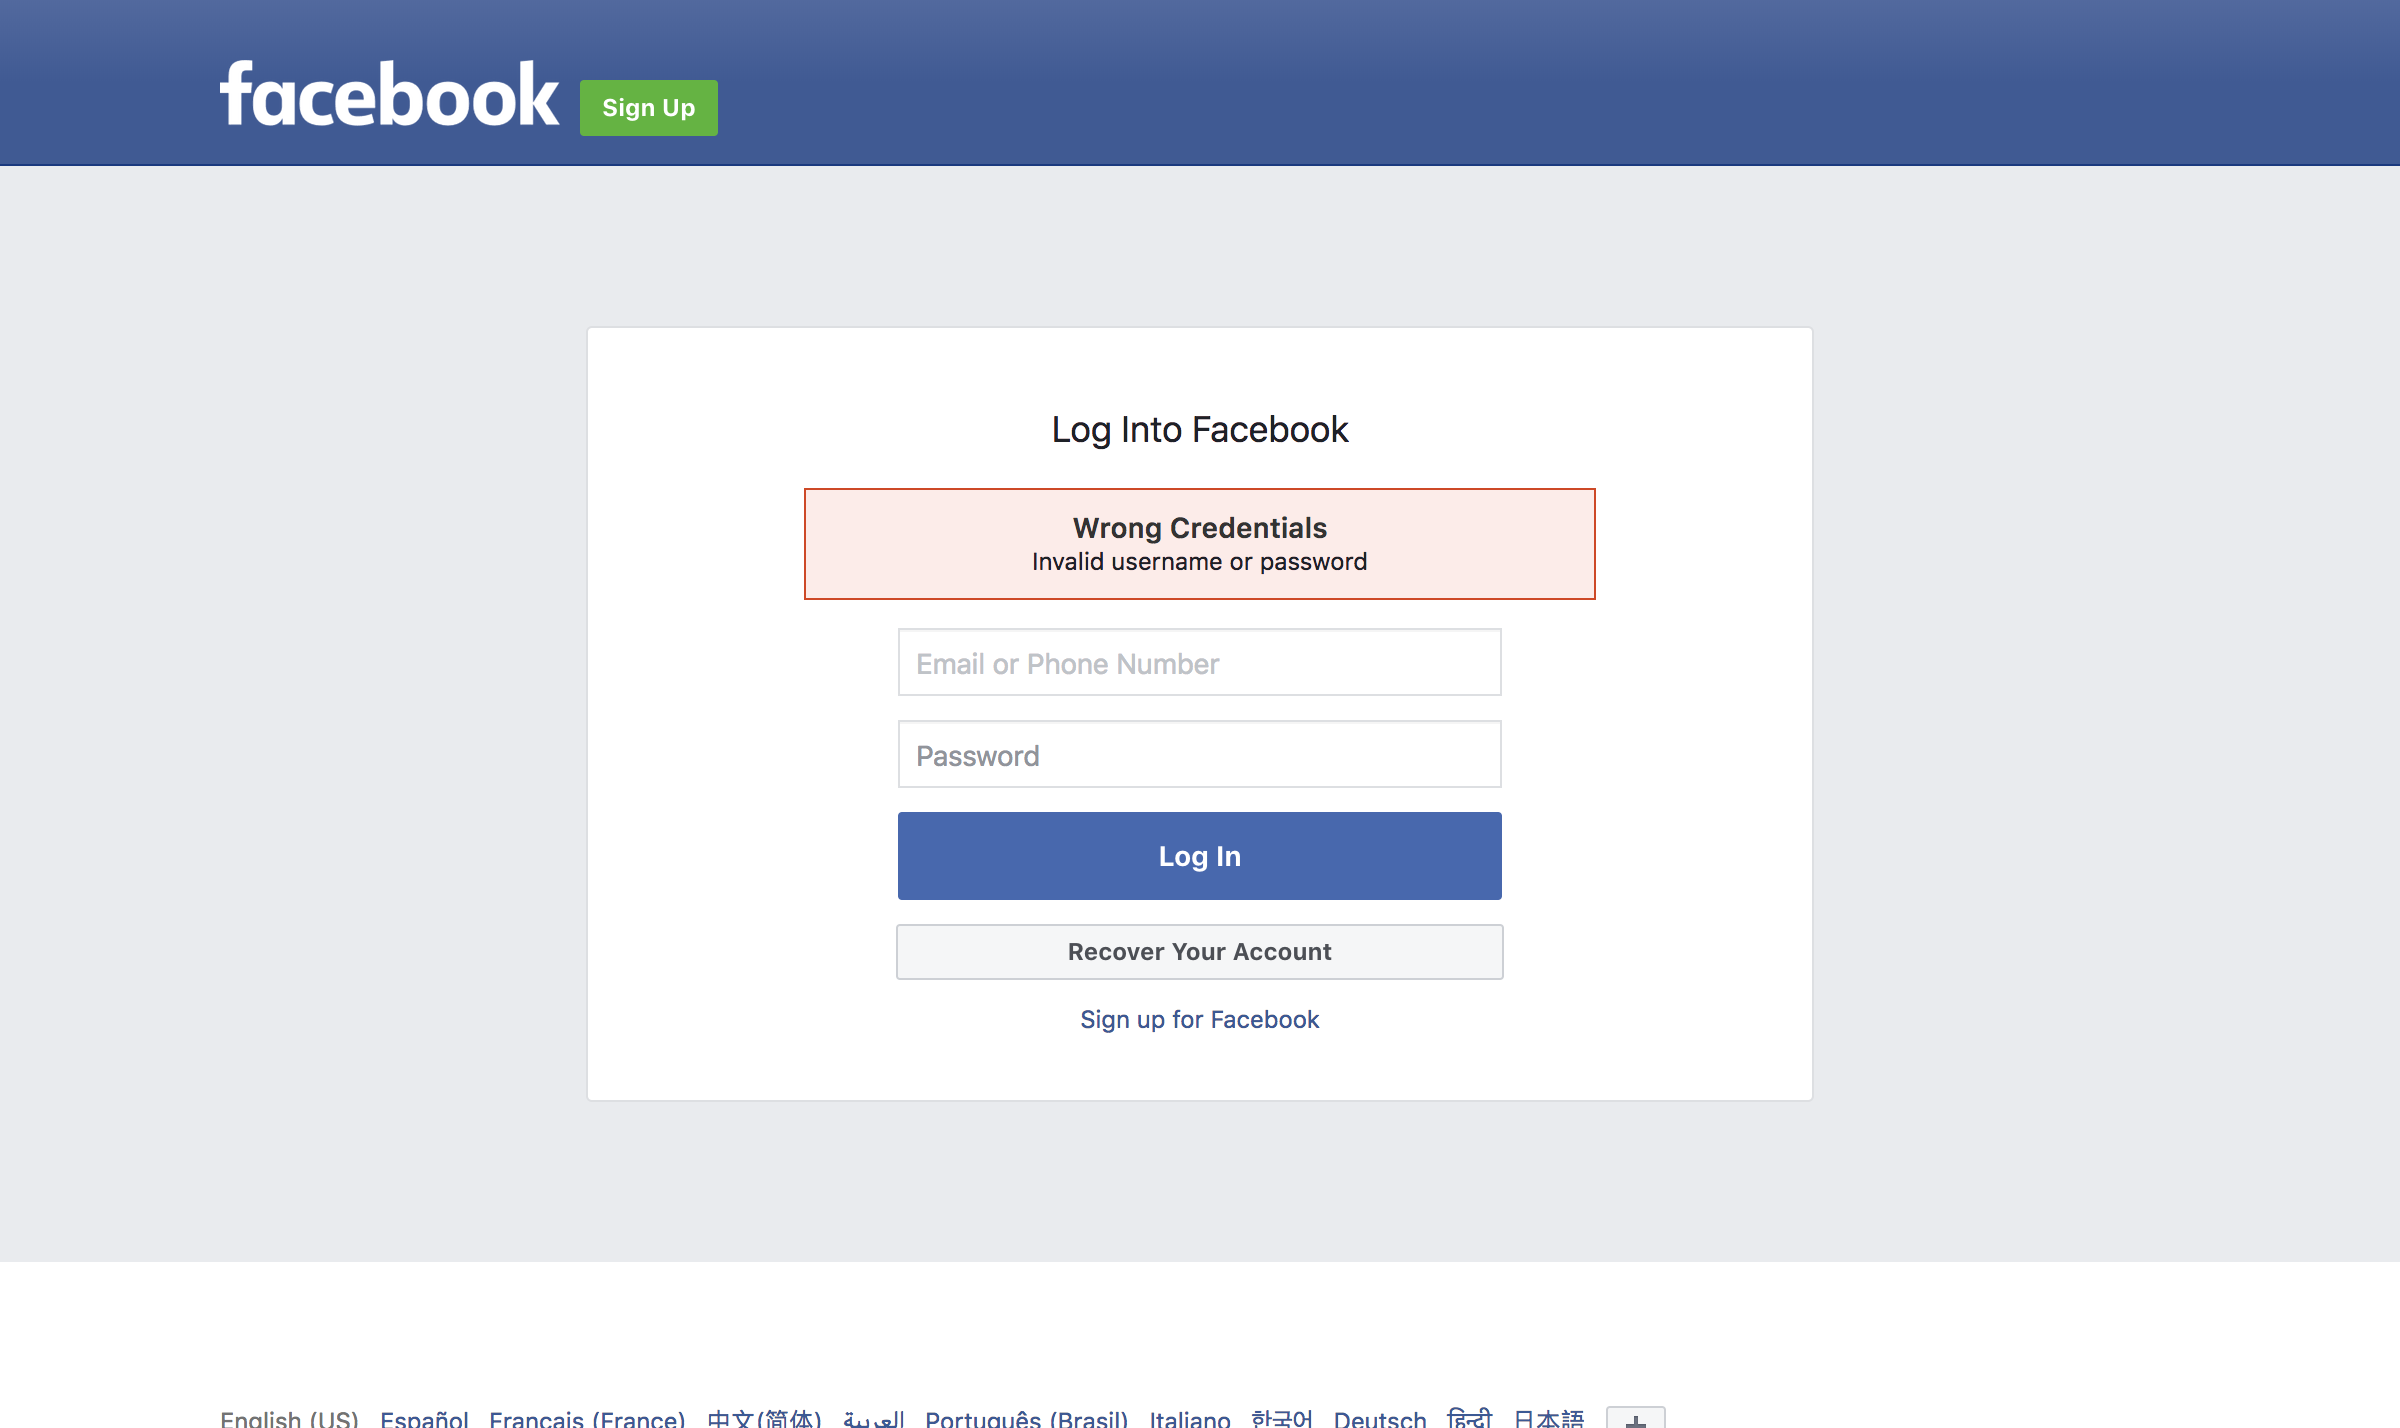 facebook Sign Up
Log Into Facebook
Wrong Credentials
Invalid username or password
Email or Phone Number
Password
Log In
Recover Your Account
Sign up for Facebook
English (US) Español Français (France) 中文(简体) العربية Português (Brasil) Italiano 한국어 Deutsch हिन्दी 日本語 +